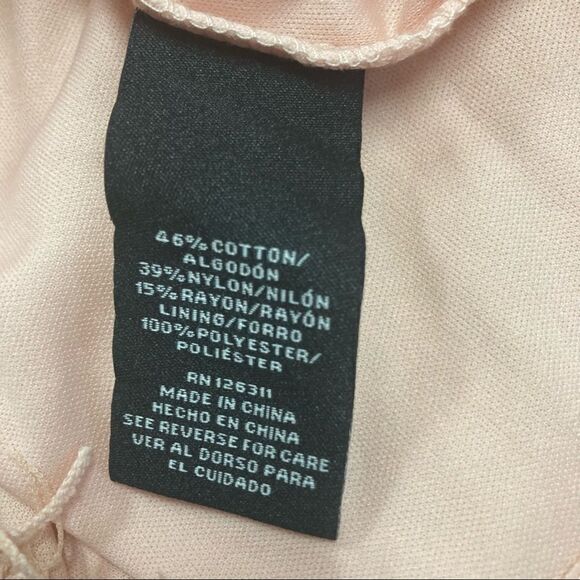 46% COTTON/
ALGODÓN
39% NYLON/NILÓN
15% RAYON/RAYÓN
LINING/FORRO
100% POLYESTER/
POLIÉSTER
RN 126311
MADE IN CHINA
HECHO EN CHINA
SEE REVERSE FOR CARE
VER AL DORSO PARA
EL CUIDADO